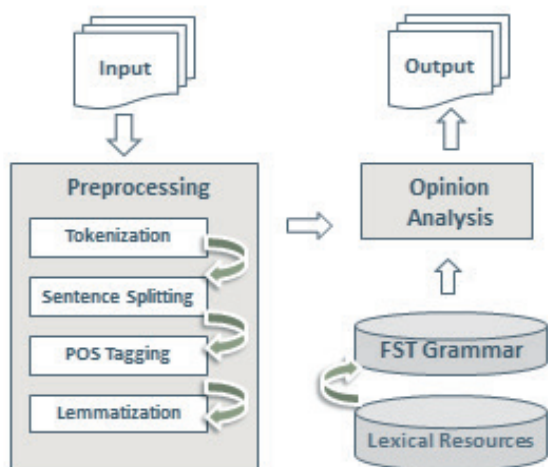 Input
Output
Preprocessing
Tokenization
Sentence Splitting
POS Tagging
Lemmatization
Opinion
Analysis
FST Grammar
Lexical Resources